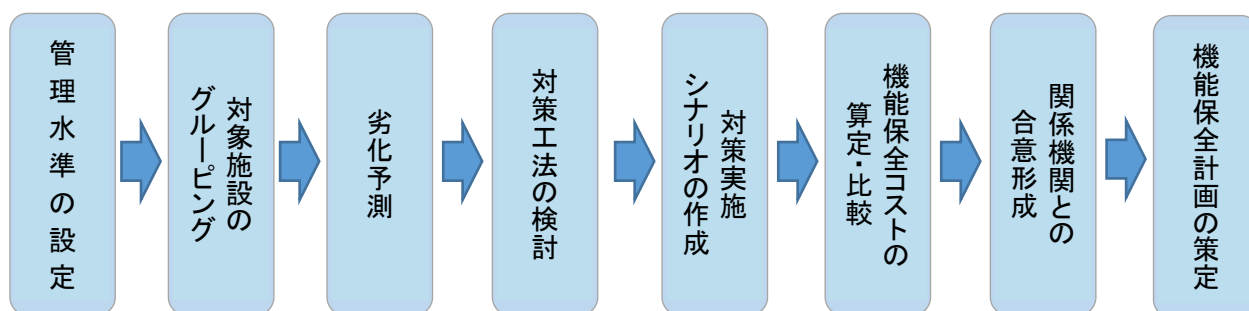 管理水準の設定
対象施設の
グルーピング
劣化予測
対策工法の検討
対策実施
シナリオの作成
機能保全コストの
算定・比較
関係機関との
合意形成
機能保全計画の策定